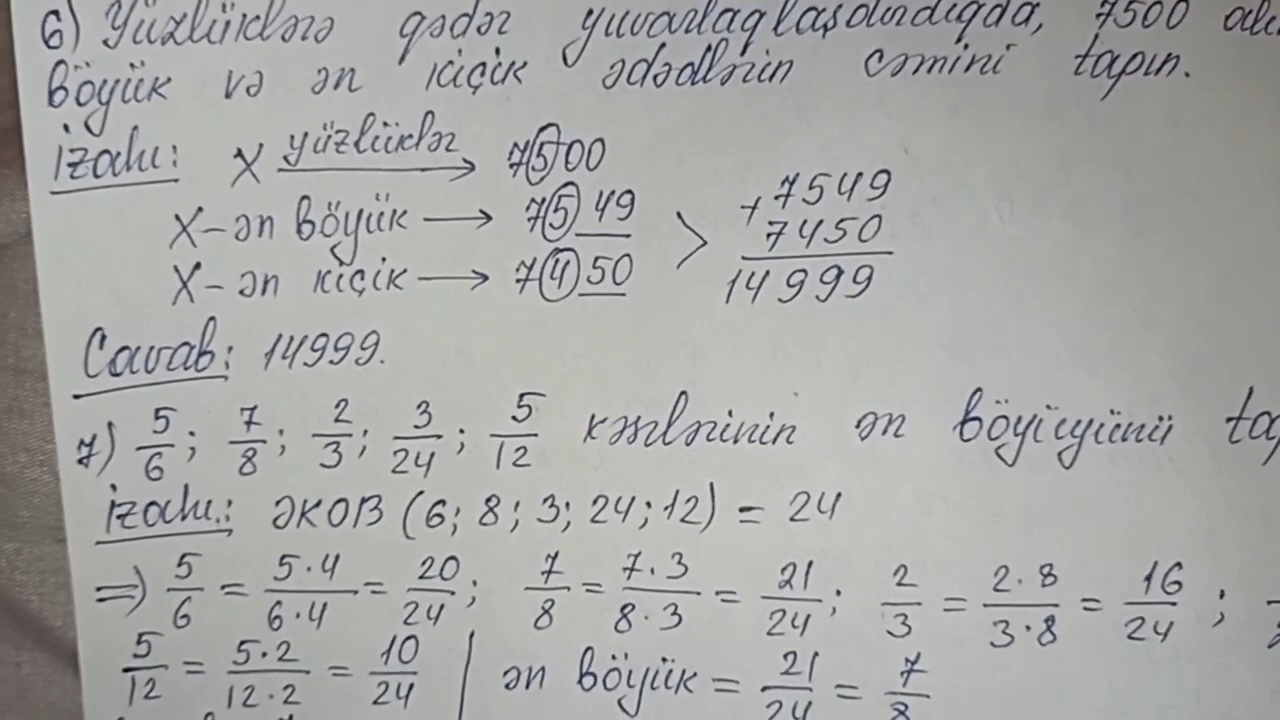 6) Yüzlüklərə qədər yuvarlaqlaşdırdıqda, 7500 alı
böyük və ən kiçik ədədlərin cəmini tapın.
İzahı: X yüzlüklər → 7500
X-ən böyük → 7549
X-ən kiçik → 7450
> +7549
7450
14999
Cavab: 14999.
7) 5/6; 7/8; 2/3; 3/24; 5/12 kəsrlərinin ən böyüyünü
İzahı: ƏKOB (6; 8; 3; 24; 12) = 24
⇒) 5/6 = 5·4/6·4 = 20/24; 7/8 = 7·3/8·3 = 21/24; 2/3 = 2·8/3·8 = 16/24;
5/12 = 5·2/12·2 = 10/24 | ən böyük = 21/24 = 7/8